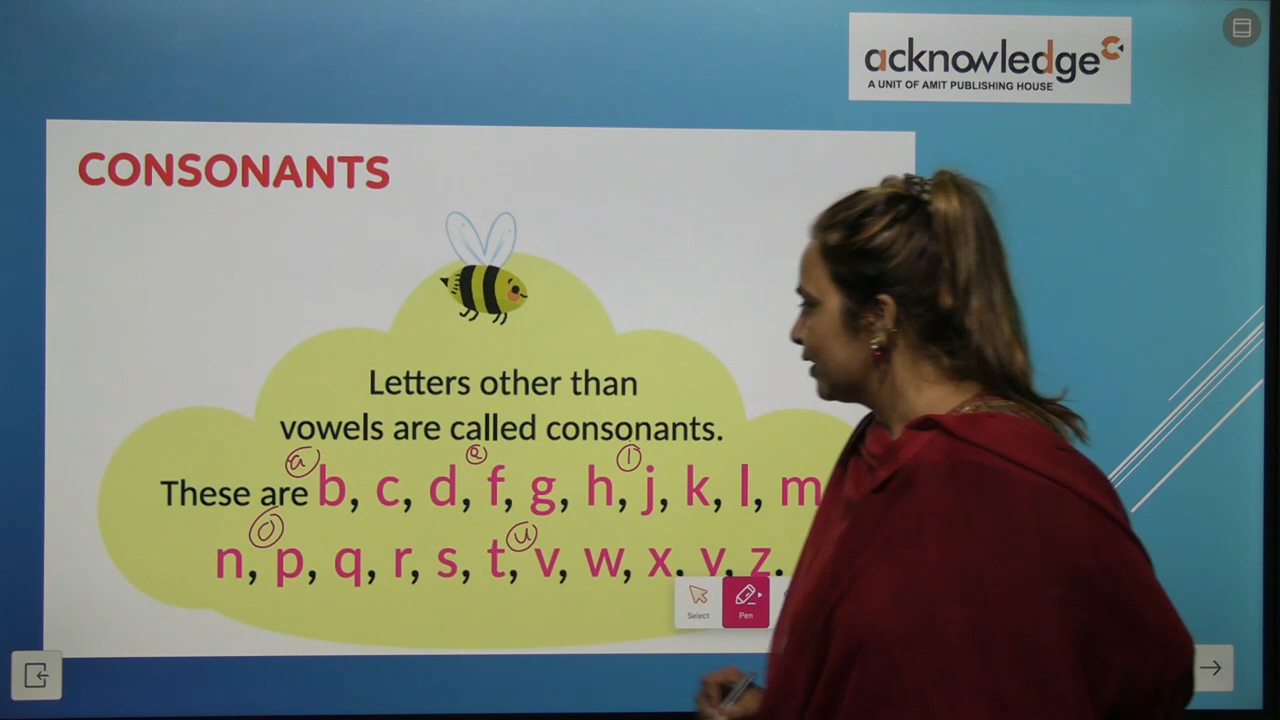 acknowledge
A UNIT OF AMIT PUBLISHING HOUSE
CONSONANTS
Letters other than
vowels are called consonants.
a e i
These are b, c, d, f, g, h, j, k, l, m
o u
n, p, q, r, s, t, v, w, x, y, z.
Select Pen